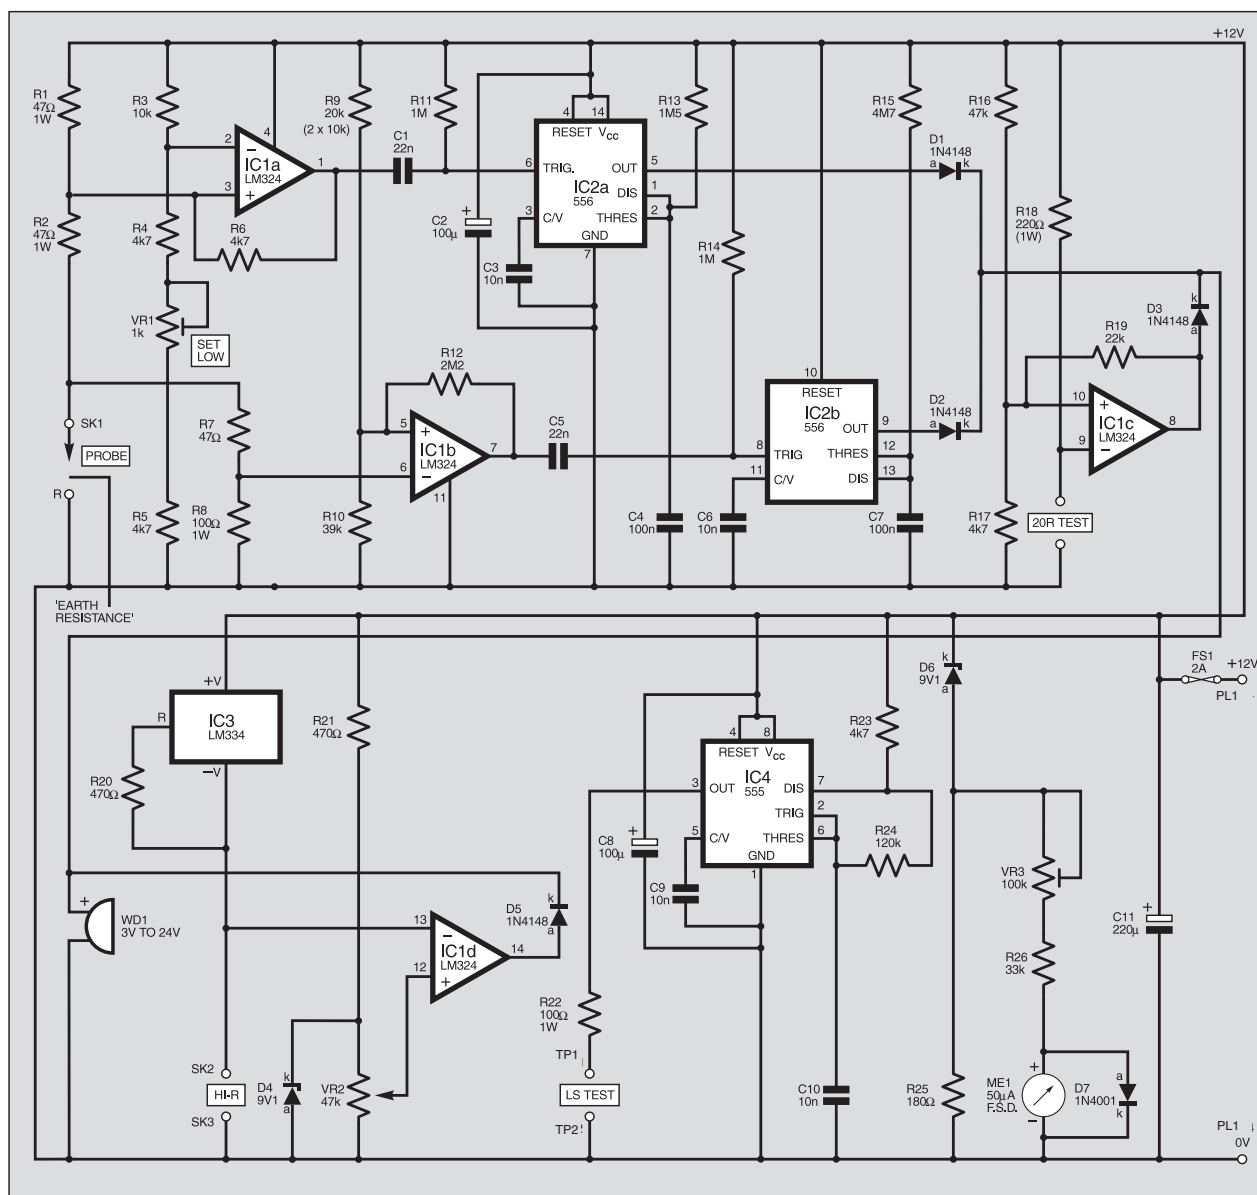 +12V
R1
47Ω
1W
R3
10k
R9
20k
(2 x 10k)
R11
1M
C1
22n
4
14
RESET
VCC
R13
1M5
R15
4M7
R16
47k
2
−
4
IC1a
LM324
1
3
+
6
TRIG.
OUT
5
IC2a
556
DIS
1
3
C/V
THRES
2
GND
7
D1
1N4148
a
k
R2
47Ω
1W
R4
4k7
R6
4k7
+
C2
100µ
C3
10n
R14
1M
R18
220Ω
(1W)
VR1
1k
SET
LOW
R12
2M2
k
D3
1N4148
a
R19
22k
10
RESET
SK1
PROBE
R
R7
47Ω
5
+
IC1b
LM324
7
6
−
11
C5
22n
IC2b
556
OUT
9
8
TRIG
THRES
12
11
C/V
DIS
13
D2
1N4148
a
k
10
+
IC1c
LM324
8
9
−
R5
4k7
R8
100Ω
1W
R10
39k
C4
100n
C6
10n
C7
100n
R17
4k7
20R TEST
'EARTH
RESISTANCE'
+V
R
IC3
LM334
−V
R20
470Ω
R21
470Ω
4
8
RESET
VCC
IC4
555
3
OUT
DIS
7
TRIG
2
5
C/V
THRES
6
GND
1
R23
4k7
k
D6
9V1
a
FS1
2A
+12V
PL1
+
C8
100µ
C9
10n
R24
120k
VR3
100k
+
WD1
3V TO 24V
13
−
IC1d
LM324
14
12
+
k
D5
1N4148
a
R22
100Ω
1W
R26
33k
+
C11
220µ
SK2
HI-R
SK3
k
D4
9V1
a
VR2
47k
TP1
LS TEST
TP2
C10
10n
R25
180Ω
+
ME1
50µA
F.S.D.
−
a
D7
1N4001
k
PL1
0V